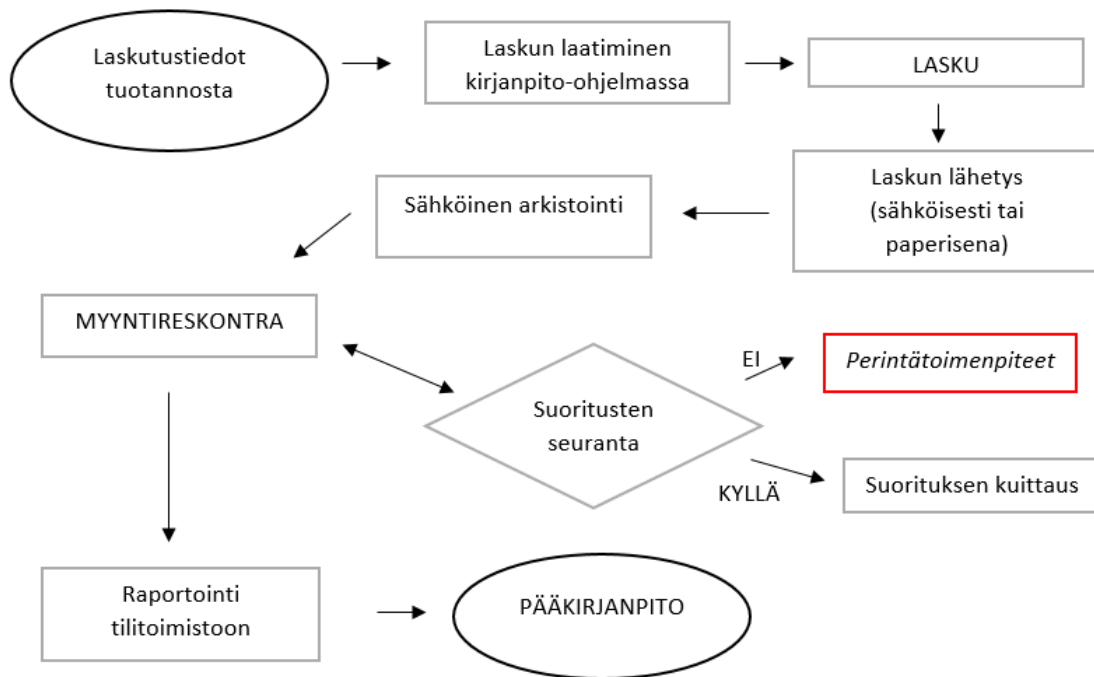 Laskutustiedot
tuotannosta
Laskun laatiminen
kirjanpito-ohjelmassa
LASKU
Laskun lähetys
(sähköisesti tai
paperisena)
Sähköinen arkistointi
MYYNTIRESKONTRA
Suoritusten
seuranta
EI
Perintätoimenpiteet
KYLLÄ
Suorituksen kuittaus
Raportointi
tilitoimistoon
PÄÄKIRJANPITO